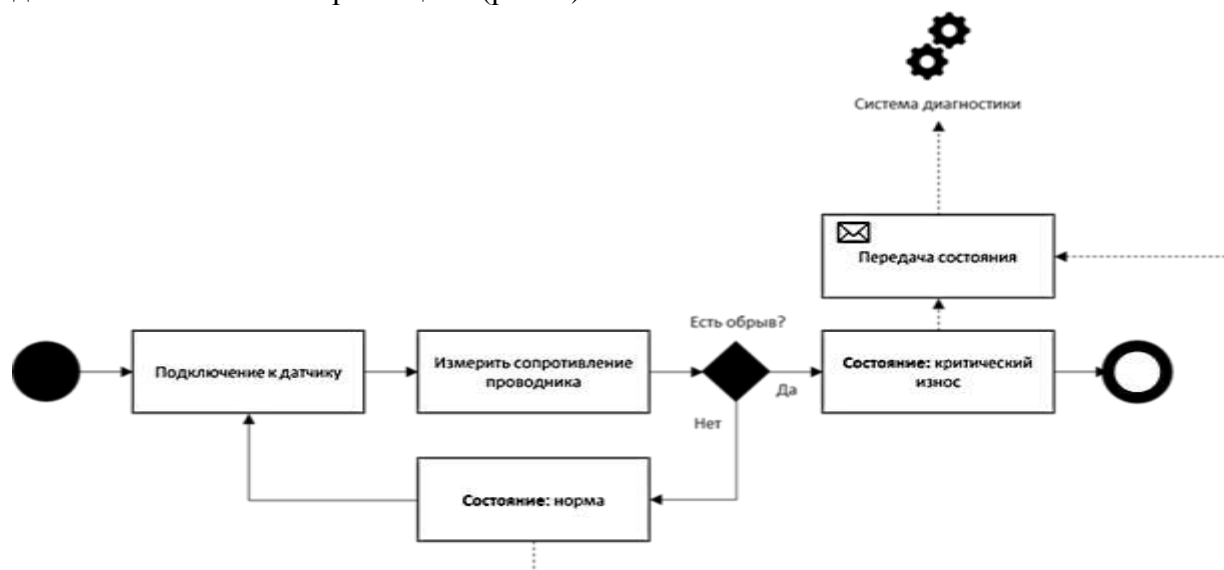 Система диагностики
Передача состояния
Есть обрыв?
Подключение к датчику
Измерить сопротивление
проводника
Состояние: критический
износ
Да
Нет
Состояние: норма